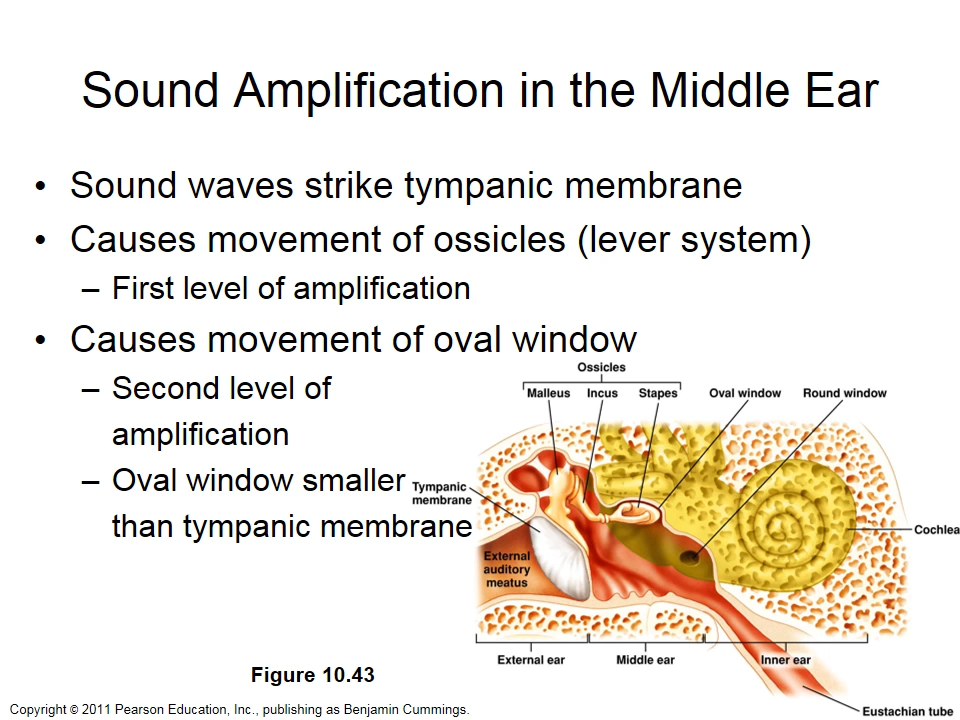 Sound Amplification in the Middle Ear
• Sound waves strike tympanic membrane
• Causes movement of ossicles (lever system)
– First level of amplification
• Causes movement of oval window
– Second level of
amplification
– Oval window smaller
than tympanic membrane
Ossicles
Malleus Incus Stapes Oval window Round window
Tympanic
membrane
Cochlea
External
auditory
meatus
External ear Middle ear Inner ear
Eustachian tube
Figure 10.43
Copyright © 2011 Pearson Education, Inc., publishing as Benjamin Cummings.